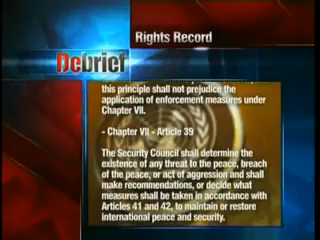 Rights Record
Debrief
this principle shall not prejudice the
application of enforcement measures under
Chapter VII.
- Chapter VII - Article 39
The Security Council shall determine the
existence of any threat to the peace, breach
of the peace, or act of aggression and shall
make recommendations, or decide what
measures shall be taken in accordance with
Articles 41 and 42, to maintain or restore
international peace and security.